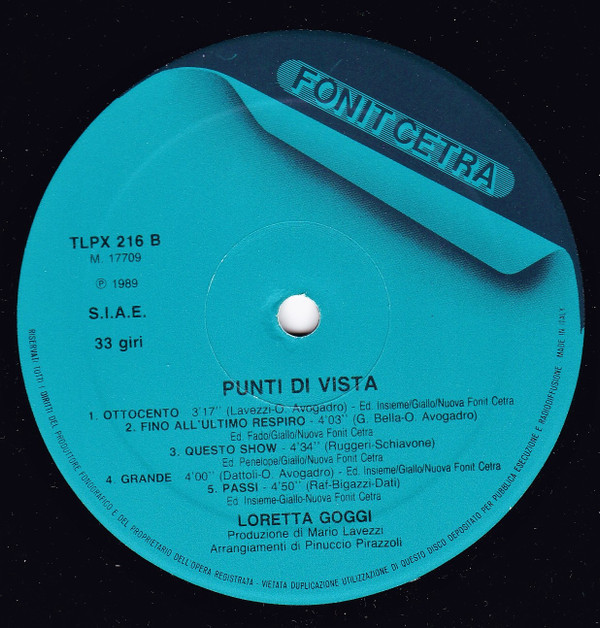 FONIT CETRA
TLPX 216 B
M. 17709
Ⓟ 1989
S.I.A.E.
33 giri
PUNTI DI VISTA
1. OTTOCENTO 3'17" (Lavezzi-O. Avogadro) - Ed. Insieme/Giallo/Nuova Fonit Cetra
2. FINO ALL'ULTIMO RESPIRO - 4'03" (G. Bella-O. Avogadro)
Ed. Fado/Giallo/Nuova Fonit Cetra
3. QUESTO SHOW - 4'34" (Ruggeri-Schiavone)
Ed. Penelope/Giallo/Nuova Fonit Cetra
4. GRANDE 4'00" (Dattoli-O. Avogadro) - Ed. Insieme/Giallo/Nuova Fonit Cetra
5. PASSI - 4'50" (Raf-Bigazzi-Dati)
Ed. Insieme-Giallo-Nuova Fonit Cetra
LORETTA GOGGI
Produzione di Mario Lavezzi
Arrangiamenti di Pinuccio Pirazzoli
RISERVATI TUTTI I DIRITTI DEL PRODUTTORE FONOGRAFICO E DEL PROPRIETARIO DELL'OPERA REGISTRATA - VIETATA DUPLICAZIONE UTILIZZAZIONE DI QUESTO DISCO DEPOSITATO PER PUBBLICA ESECUZIONE E RADIODIFFUSIONE MADE IN ITALY